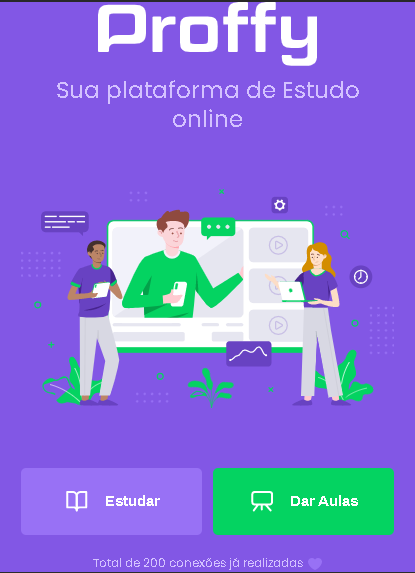 Proffy
Sua plataforma de Estudo
online
Estudar
Dar Aulas
Total de 200 conexões já realizadas